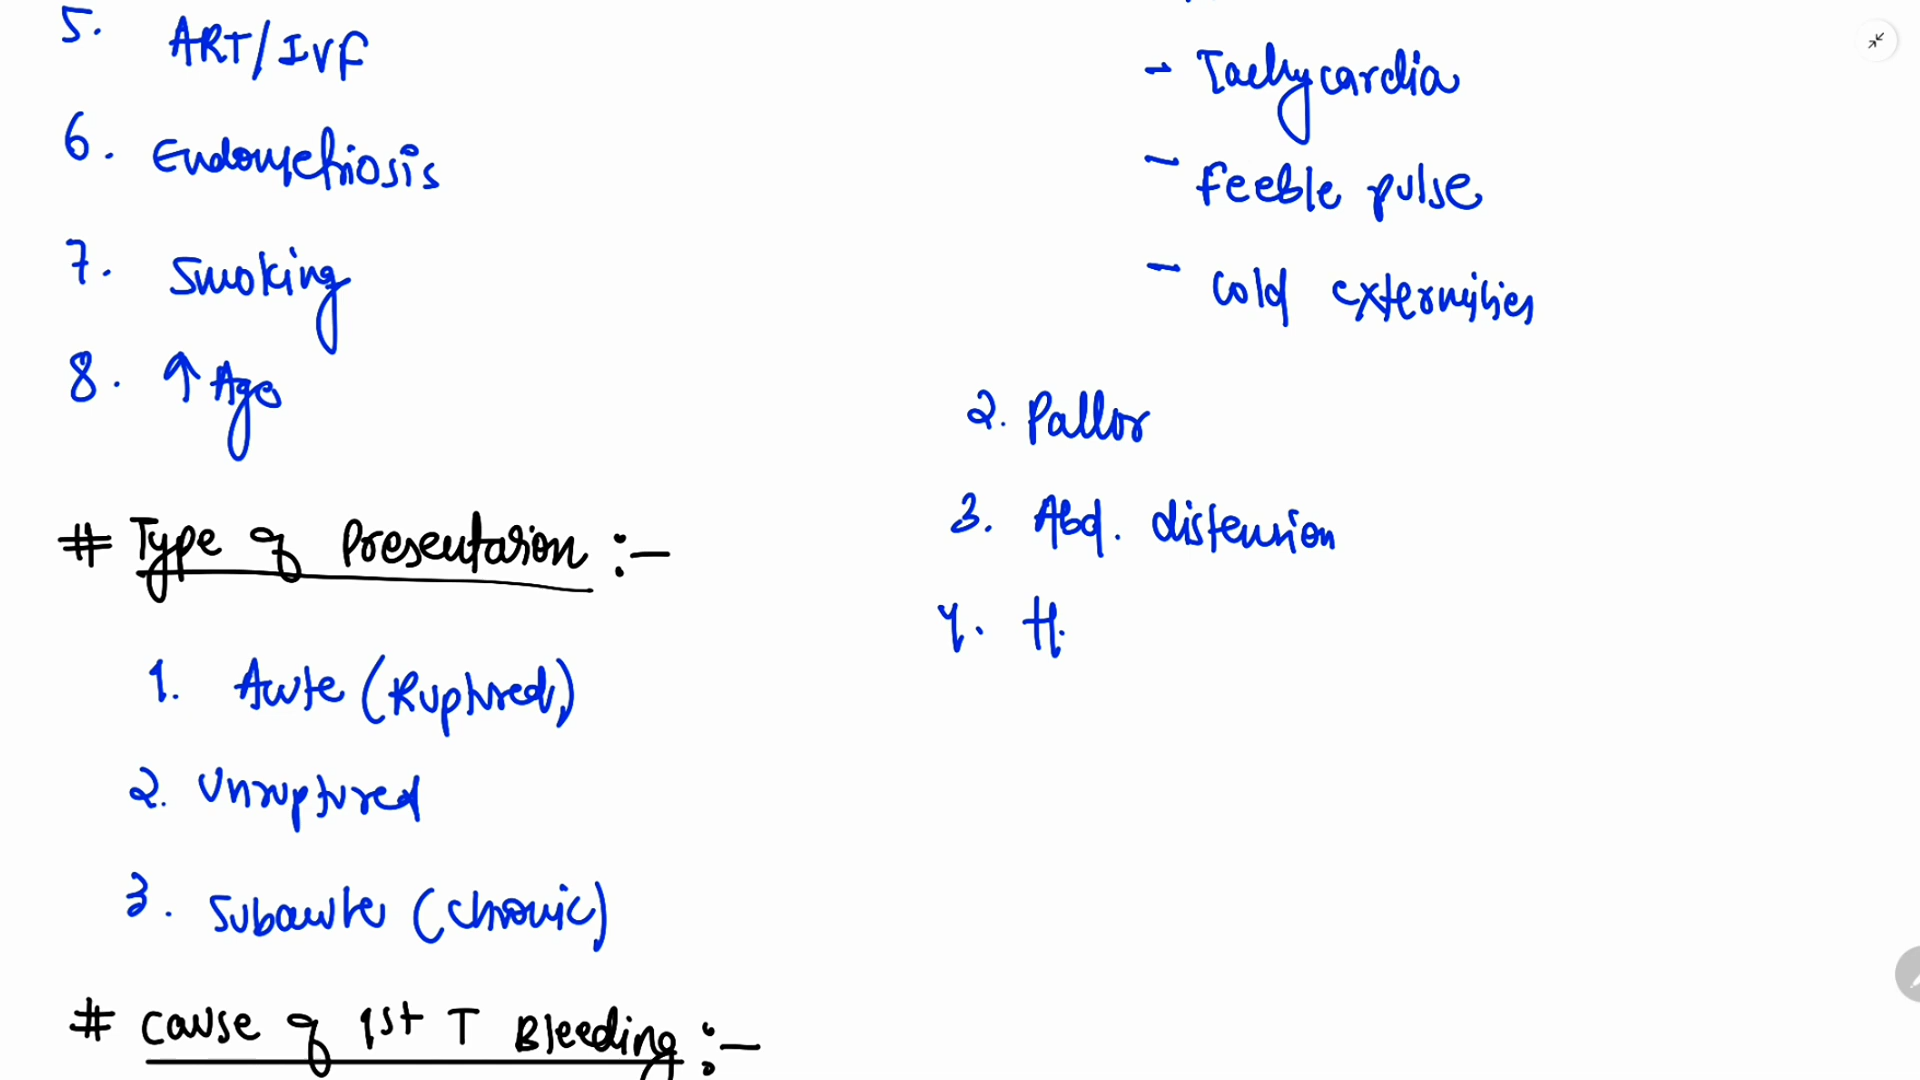 5. ART/IVF
6. Endometriosis
7. Smoking
8. ↑ Age
# Type of Presentation :-
1. Acute (Ruptured)
2. Unruptured
3. Subacute (chronic)
# Cause of 1st T Bleeding :-
- Tachycardia
- Feeble pulse
- Cold extermities
2. Pallor
3. Abd. distension
4. H